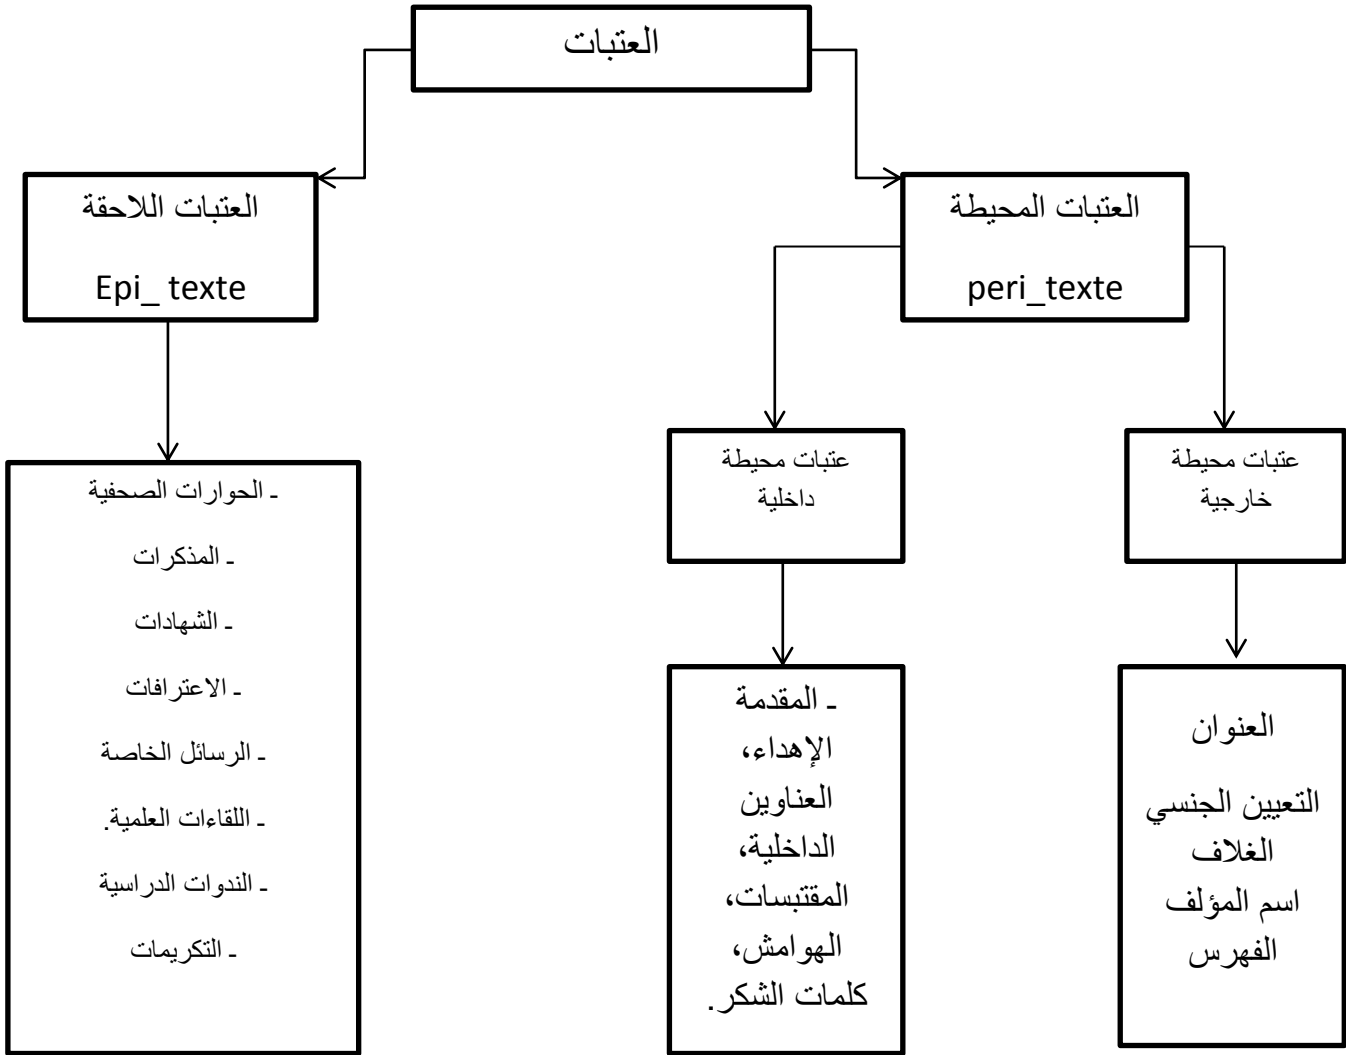 العتبات
العتبات المحيطة
peri_texte
العتبات اللاحقة
Epi_ texte
عتبات محيطة
خارجية
عتبات محيطة
داخلية
العنوان
التعيين الجنسي
الغلاف
اسم المؤلف
الفهرس
ـ المقدمة
الإهداء،
العناوين
الداخلية،
المقتبسات،
الهوامش،
كلمات الشكر.
ـ الحوارات الصحفية
ـ المذكرات
ـ الشهادات
ـ الاعترافات
ـ الرسائل الخاصة
ـ اللقاءات العلمية.
ـ الندوات الدراسية
ـ التكريمات